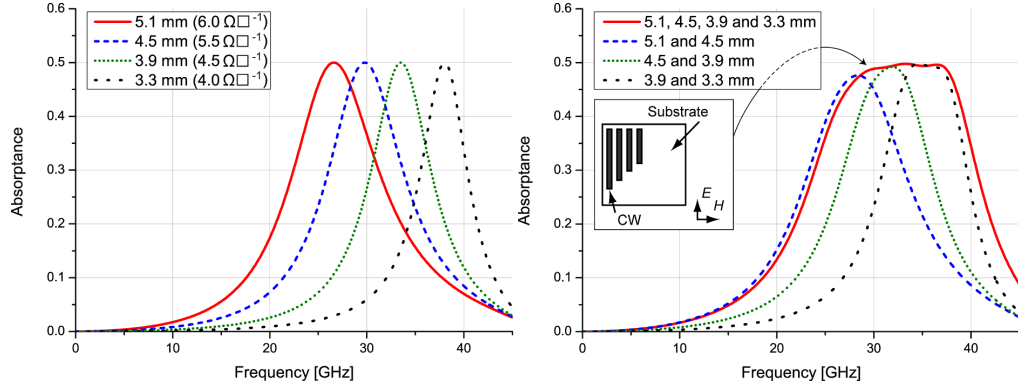 5.1 mm (6.0 Ω□⁻¹)
4.5 mm (5.5 Ω□⁻¹)
3.9 mm (4.5 Ω□⁻¹)
3.3 mm (4.0 Ω□⁻¹)
0.6
0.5
0.4
0.3
0.2
0.1
0.0
Absorptance
0
10
20
30
40
Frequency [GHz]
5.1, 4.5, 3.9 and 3.3 mm
5.1 and 4.5 mm
4.5 and 3.9 mm
3.9 and 3.3 mm
Substrate
E
H
CW
0.6
0.5
0.4
0.3
0.2
0.1
0.0
Absorptance
0
10
20
30
40
Frequency [GHz]